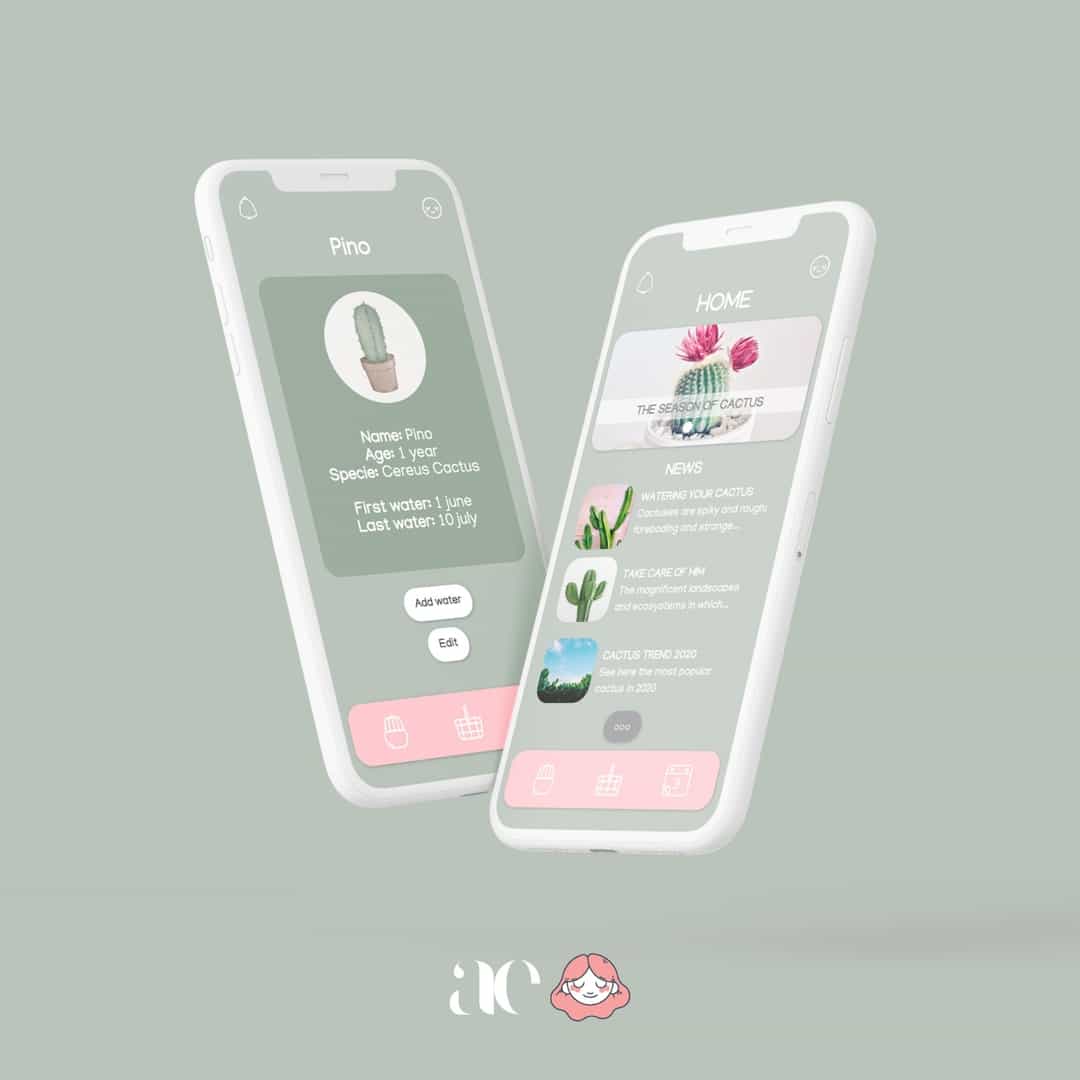 Pino
Name: Pino
Age: 1 year
Specie: Cereus Cactus
First water: 1 june
Last water: 10 july
Add water
Edit
HOME
THE SEASON OF CACTUS
NEWS
WATERING YOUR CACTUS
Cactuses are spiky and rough;
foreboding and strange...
TAKE CARE OF HIM
The magnificent landscapes
and ecosystems in which...
CACTUS TREND 2020
See here the most popular
cactus in 2020
ae